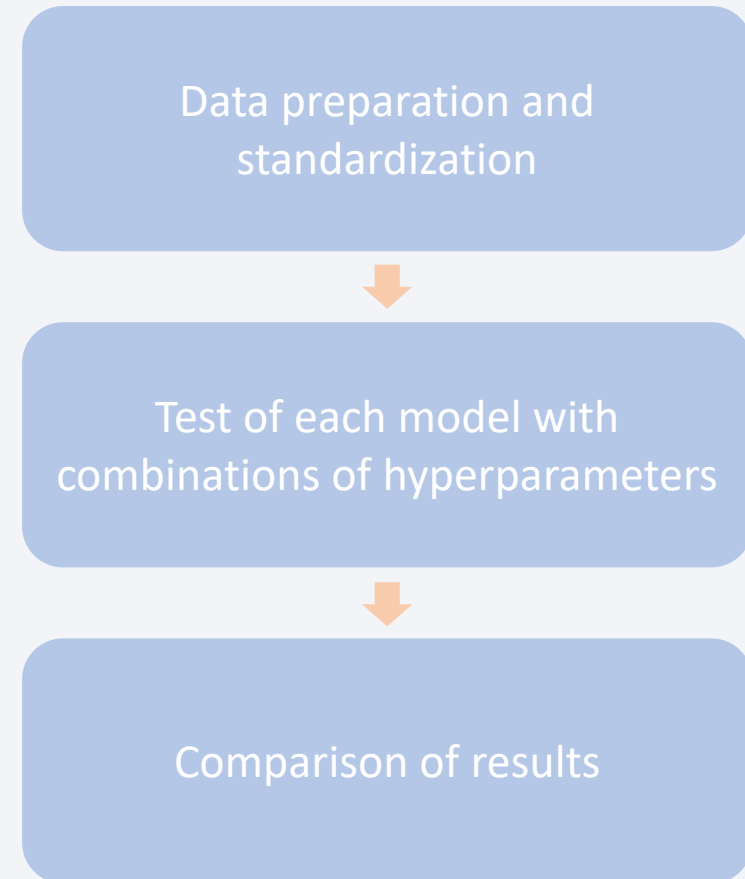 Data preparation and
standardization
Test of each model with
combinations of hyperparameters
Comparison of results